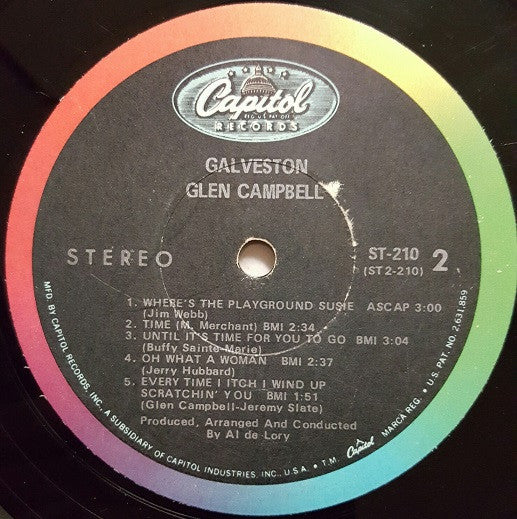 Capitol
REG. U.S. PAT. OFF.
RECORDS
GALVESTON
GLEN CAMPBELL
STEREO
ST-210
(ST2-210)
2
1. WHERE'S THE PLAYGROUND SUSIE ASCAP 3:00
(Jim Webb)
2. TIME (M. Merchant) BMI 2:34
3. UNTIL IT'S TIME FOR YOU TO GO BMI 3:04
(Buffy Sainte-Marie)
4. OH WHAT A WOMAN BMI 2:37
(Jerry Hubbard)
5. EVERY TIME I ITCH I WIND UP
SCRATCHIN' YOU BMI 1:51
(Glen Campbell-Jeremy Slate)
Produced, Arranged And Conducted
By Al de Lory
MFD. BY CAPITOL RECORDS, INC., A SUBSIDIARY OF CAPITOL INDUSTRIES, INC., U.S.A. • T.M. Capitol MARCA REG. • U.S. PAT. NO. 2,631,859